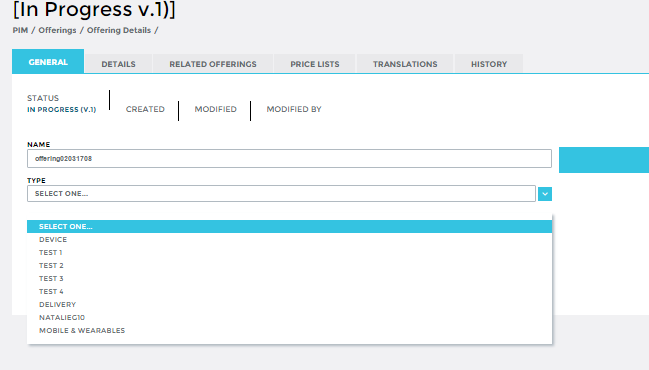 [In Progress v.1)]
PIM / Offerings / Offering Details /
GENERAL DETAILS RELATED OFFERINGS PRICE LISTS TRANSLATIONS HISTORY
STATUS
IN PROGRESS (V.1)
CREATED MODIFIED MODIFIED BY
NAME
offering02031708
TYPE
SELECT ONE...
SELECT ONE...
DEVICE
TEST 1
TEST 2
TEST 3
TEST 4
DELIVERY
NATALIEG10
MOBILE & WEARABLES